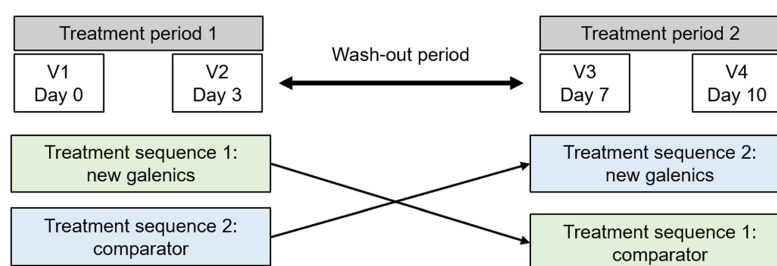 Treatment period 1
Treatment period 2
Wash-out period
V1
Day 0
V2
Day 3
V3
Day 7
V4
Day 10
Treatment sequence 1:
new galenics
Treatment sequence 2:
new galenics
Treatment sequence 2:
comparator
Treatment sequence 1:
comparator